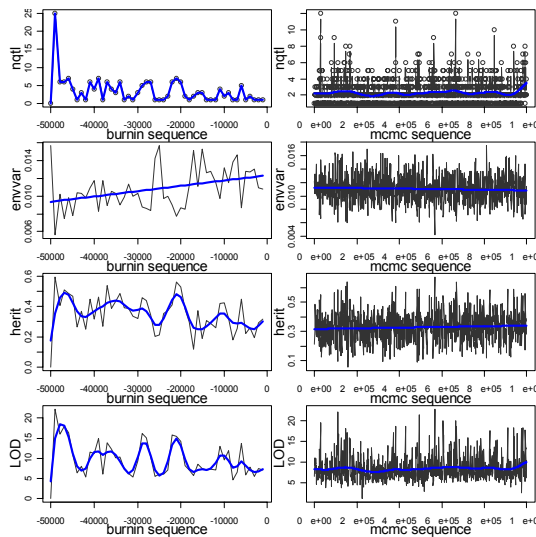 nqtl
0 5 10 15 20 25
-50000 -40000 -30000 -20000 -10000 0
burnin sequence
nqtl
2 4 6 8 10 12
0 e+00 2 e+05 4 e+05 6 e+05 8 e+05 1 e
mcmc sequence
envvar
0.006 0.010 0.014
-50000 -40000 -30000 -20000 -10000 0
burnin sequence
envvar
0.004 0.010 0.016
0 e+00 2 e+05 4 e+05 6 e+05 8 e+05 1 e
mcmc sequence
herit
0.0 0.2 0.4 0.6
-50000 -40000 -30000 -20000 -10000 0
burnin sequence
herit
0.1 0.3 0.5
0 e+00 2 e+05 4 e+05 6 e+05 8 e+05 1 e
mcmc sequence
LOD
0 5 10 15 20
-50000 -40000 -30000 -20000 -10000 0
burnin sequence
LOD
5 10 15 20
0 e+00 2 e+05 4 e+05 6 e+05 8 e+05 1 e
mcmc sequence